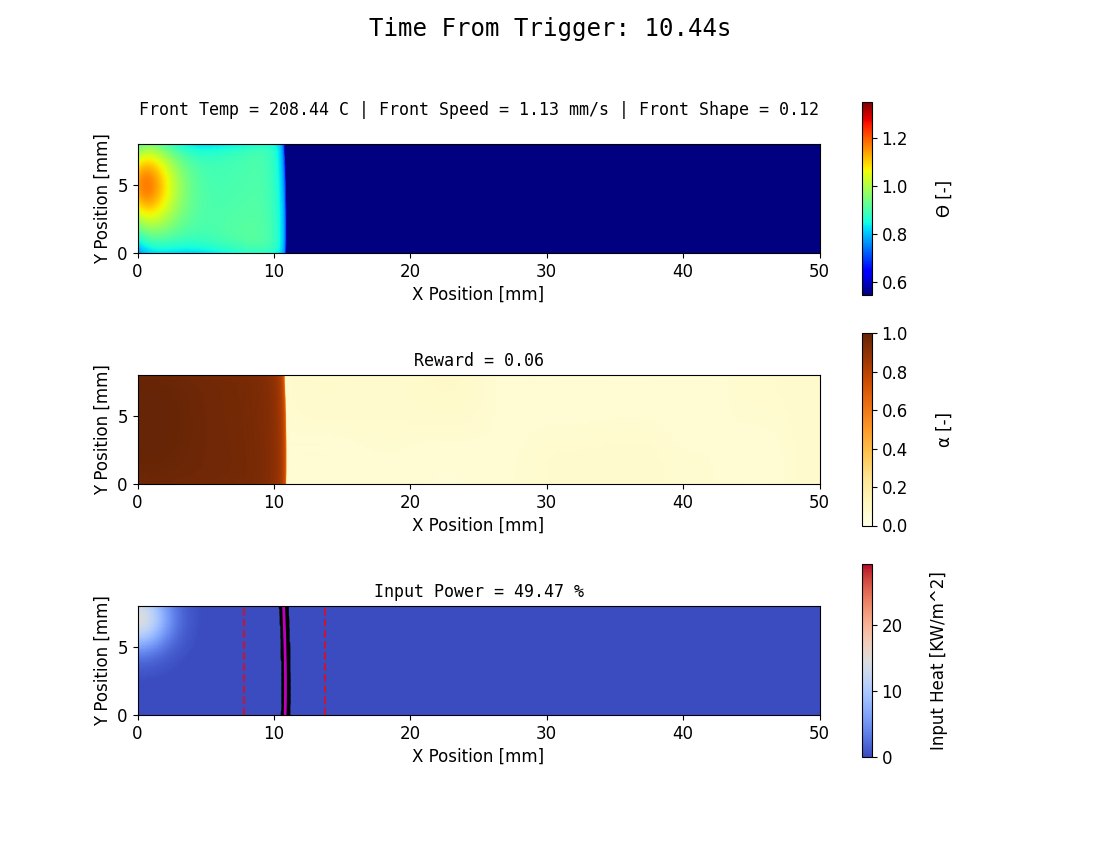 Time From Trigger: 10.44s
Front Temp = 208.44 C | Front Speed = 1.13 mm/s | Front Shape = 0.12
Y Position [mm]
5
0
0 10 20 30 40 50
X Position [mm]
1.2
1.0
0.8
0.6
Θ [-]
Reward = 0.06
Y Position [mm]
5
0
0 10 20 30 40 50
X Position [mm]
1.0
0.8
0.6
0.4
0.2
0.0
α [-]
Input Power = 49.47 %
Y Position [mm]
5
0
0 10 20 30 40 50
X Position [mm]
20
10
0
Input Heat [KW/m^2]